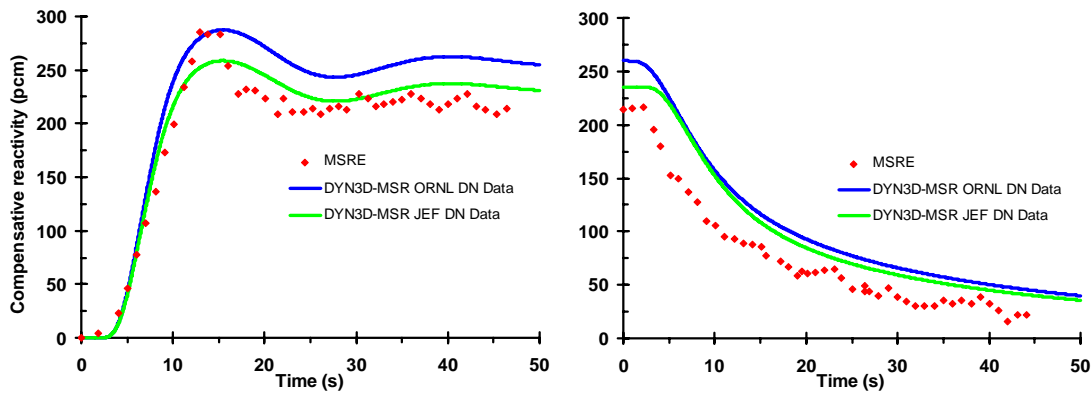 300
250
200
150
100
50
0
Compensative reactivity (pcm)
MSRE
DYN3D-MSR ORNL DN Data
DYN3D-MSR JEF DN Data
0 10 20 30 40 50
Time (s)
300
250
200
150
100
50
0
MSRE
DYN3D-MSR ORNL DN Data
DYN3D-MSR JEF DN Data
0 10 20 30 40 50
Time (s)